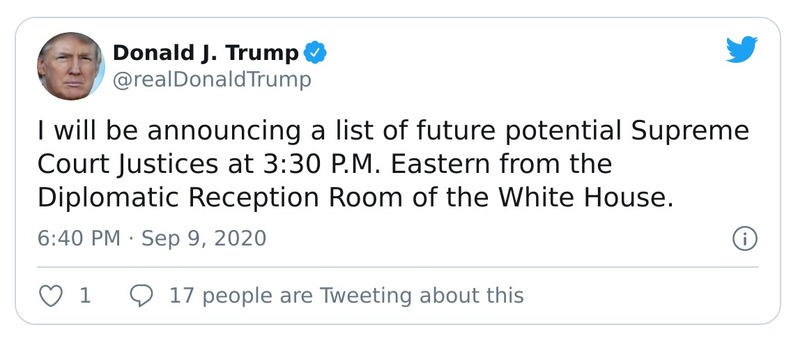 Donald J. Trump
@realDonaldTrump
I will be announcing a list of future potential Supreme
Court Justices at 3:30 P.M. Eastern from the
Diplomatic Reception Room of the White House.
6:40 PM · Sep 9, 2020
1 17 people are Tweeting about this